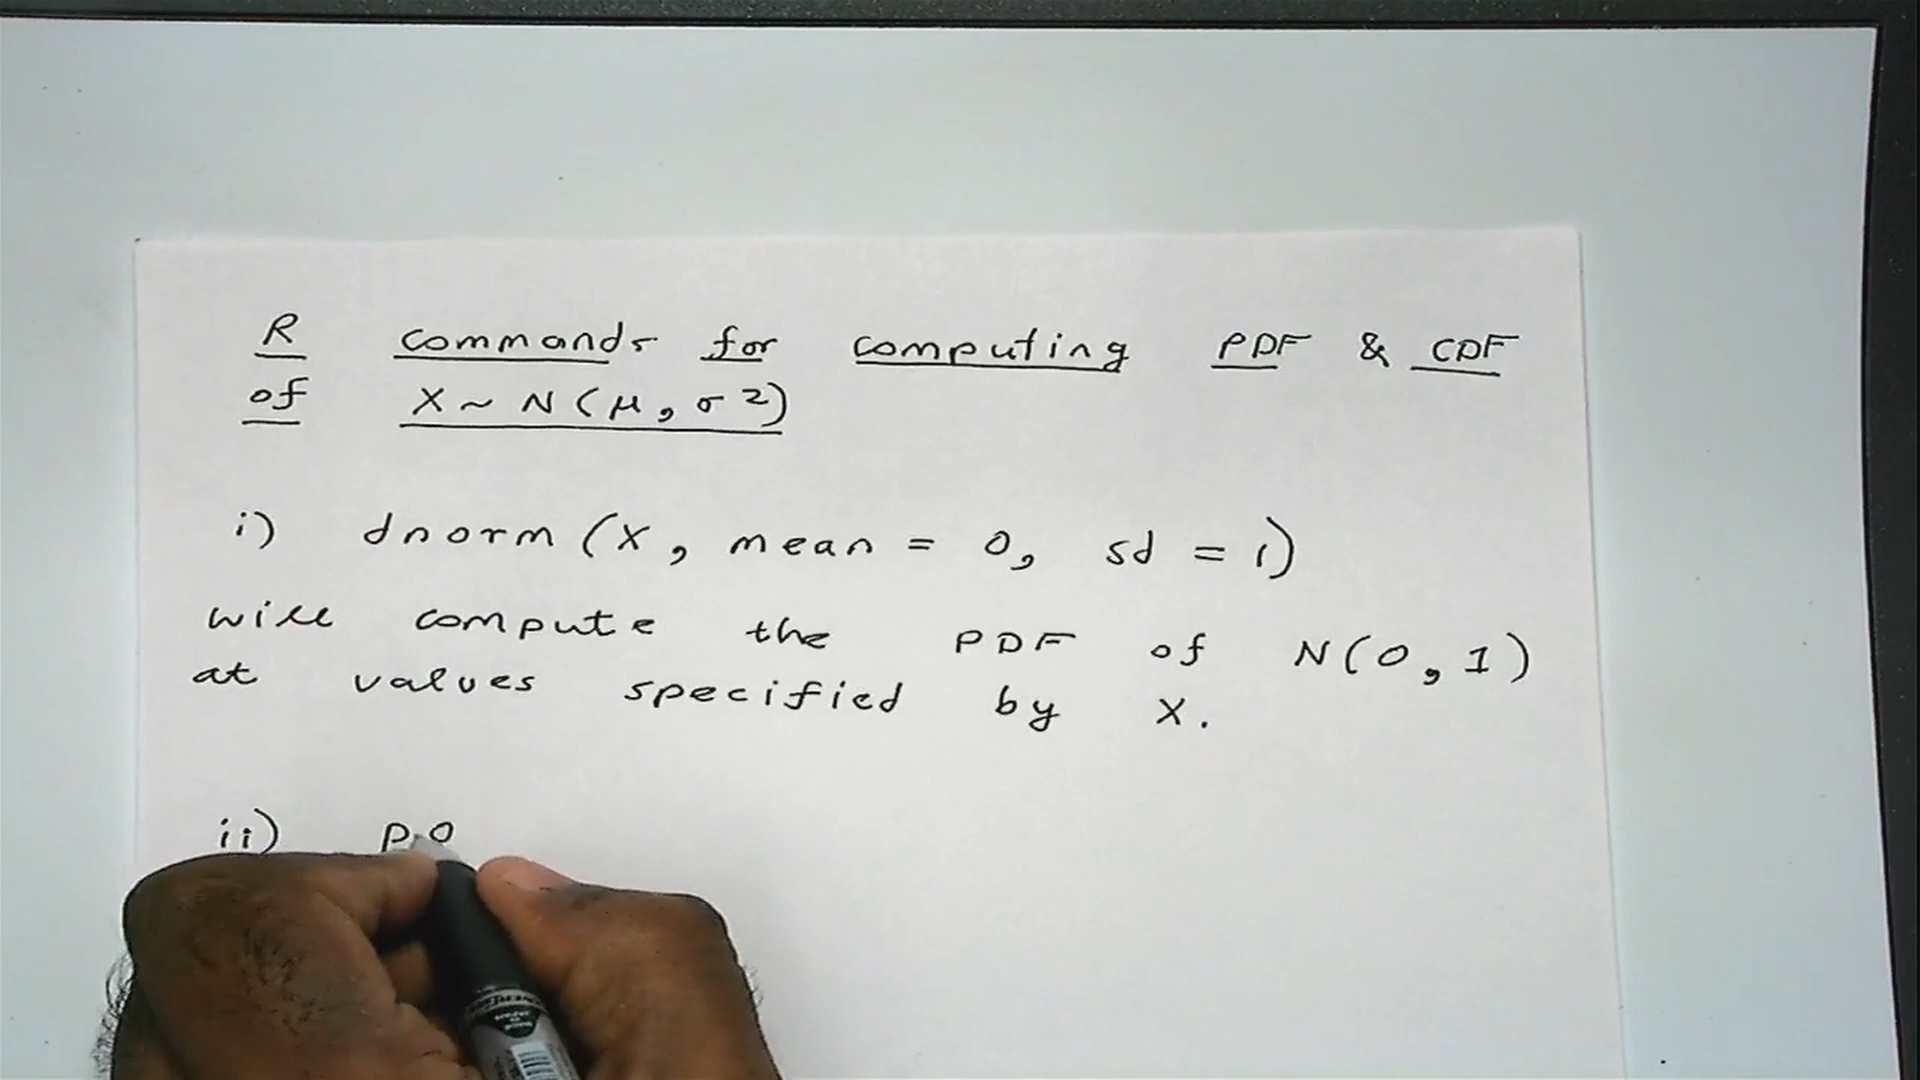 R commands for computing PDF & CDF
of X ~ N(μ, σ²)
i) dnorm(x, mean = 0, sd = 1)
will compute the PDF of N(0, 1)
at values specified by x.
ii)